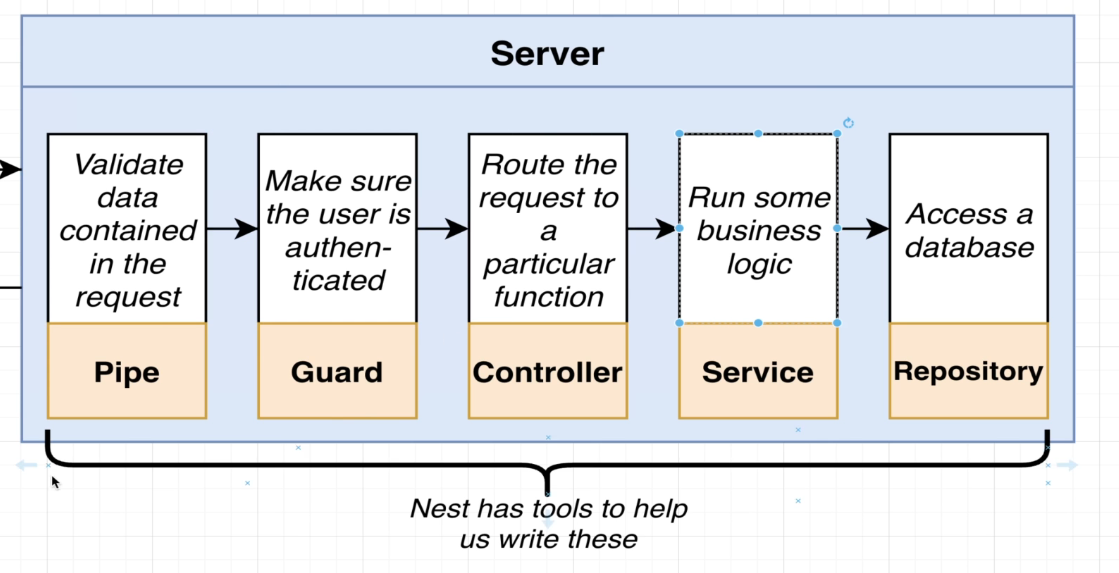 Server
Validate
data
contained
in the
request
Pipe
Make sure
the user is
authen-
ticated
Guard
Route the
request to
a
particular
function
Controller
Run some
business
logic
Service
Access a
database
Repository
Nest has tools to help
us write these